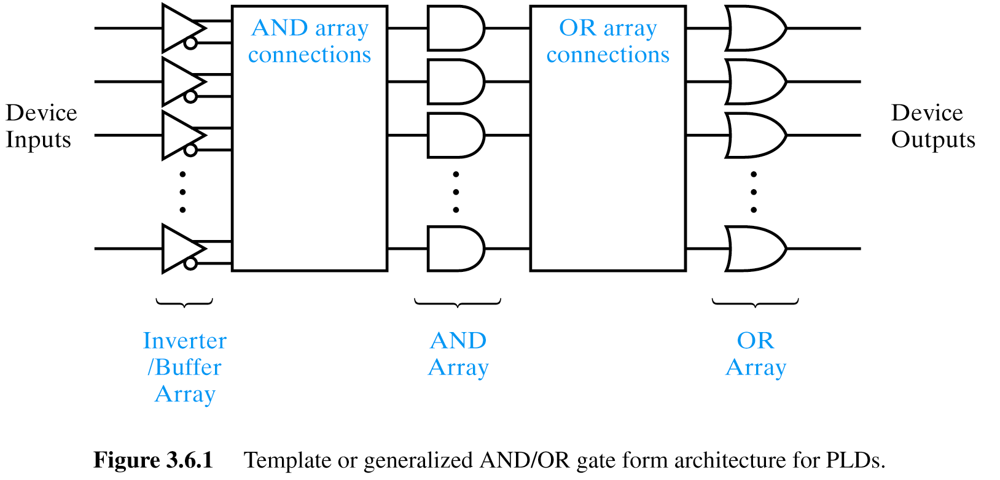 AND array
connections
OR array
connections
Device
Inputs
Device
Outputs
Inverter
/Buffer
Array
AND
Array
OR
Array
Figure 3.6.1 Template or generalized AND/OR gate form architecture for PLDs.